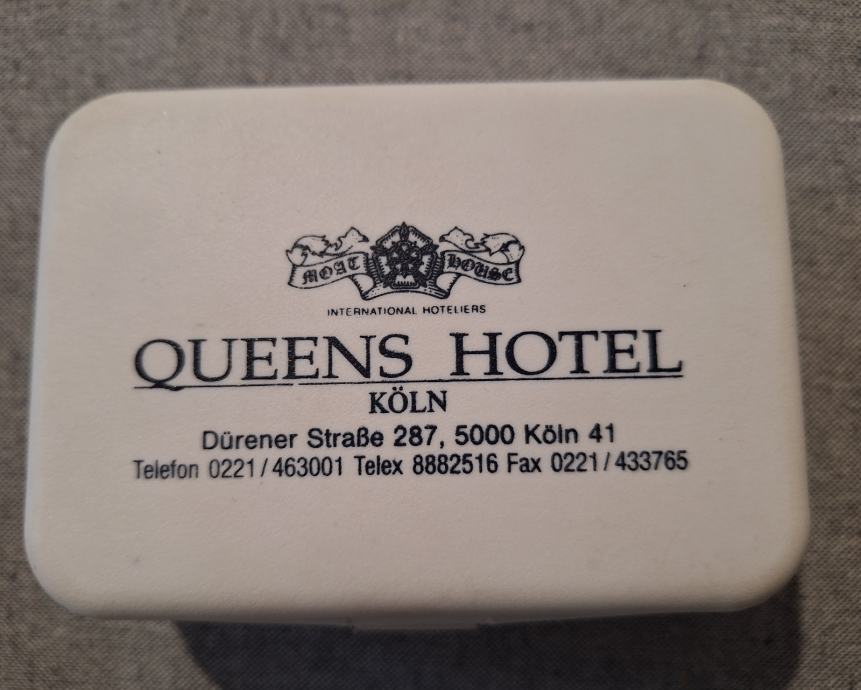 MOAT HOUSE
INTERNATIONAL HOTELIERS
QUEENS HOTEL
KÖLN
Dürener Straße 287, 5000 Köln 41
Telefon 0221/463001 Telex 8882516 Fax 0221/433765